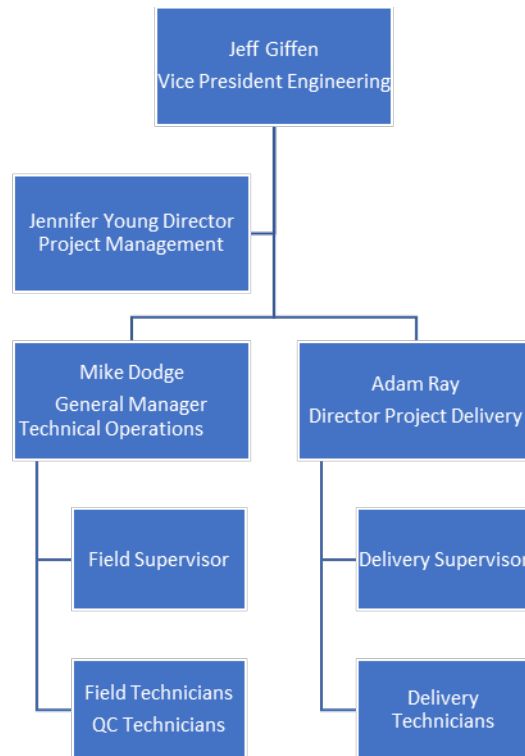 Jeff Giffen
Vice President Engineering
Jennifer Young Director
Project Management
Mike Dodge
General Manager
Technical Operations
Adam Ray
Director Project Delivery
Field Supervisor
Delivery Supervisor
Field Technicians
QC Technicians
Delivery
Technicians